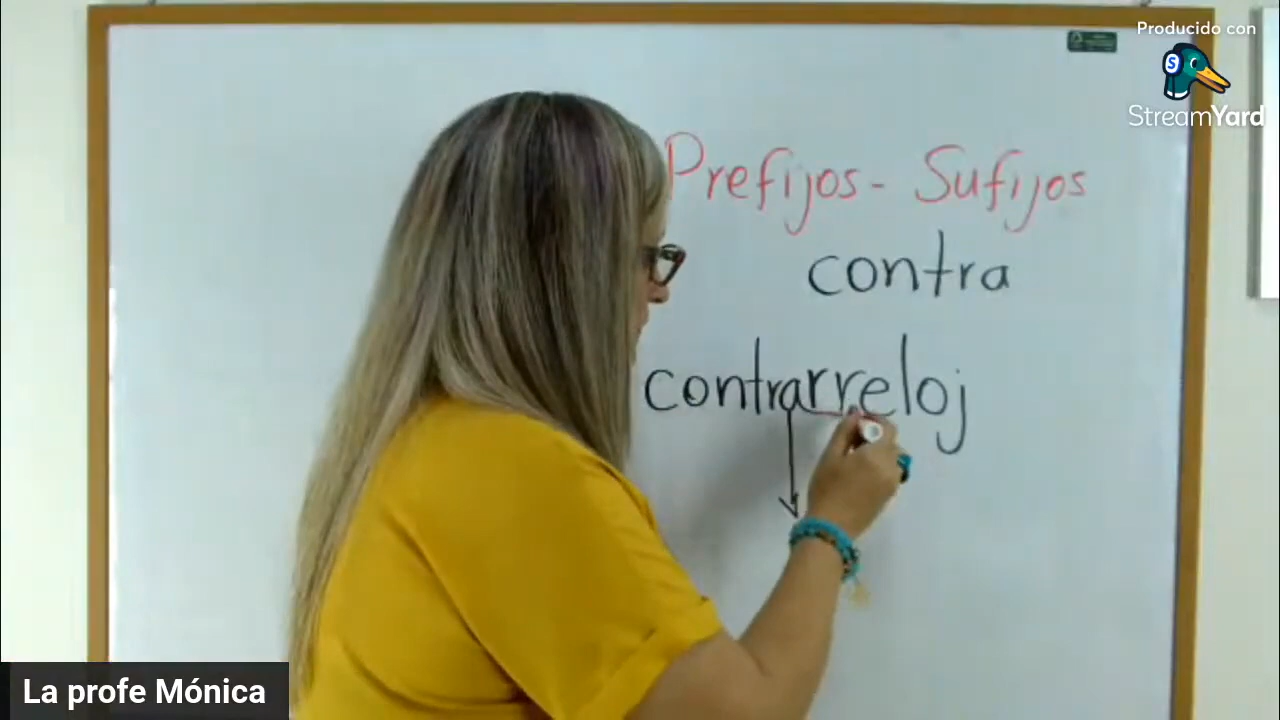 Producido con
StreamYard
Prefijos - Sufijos
contra
contrarreloj
La profe Mónica